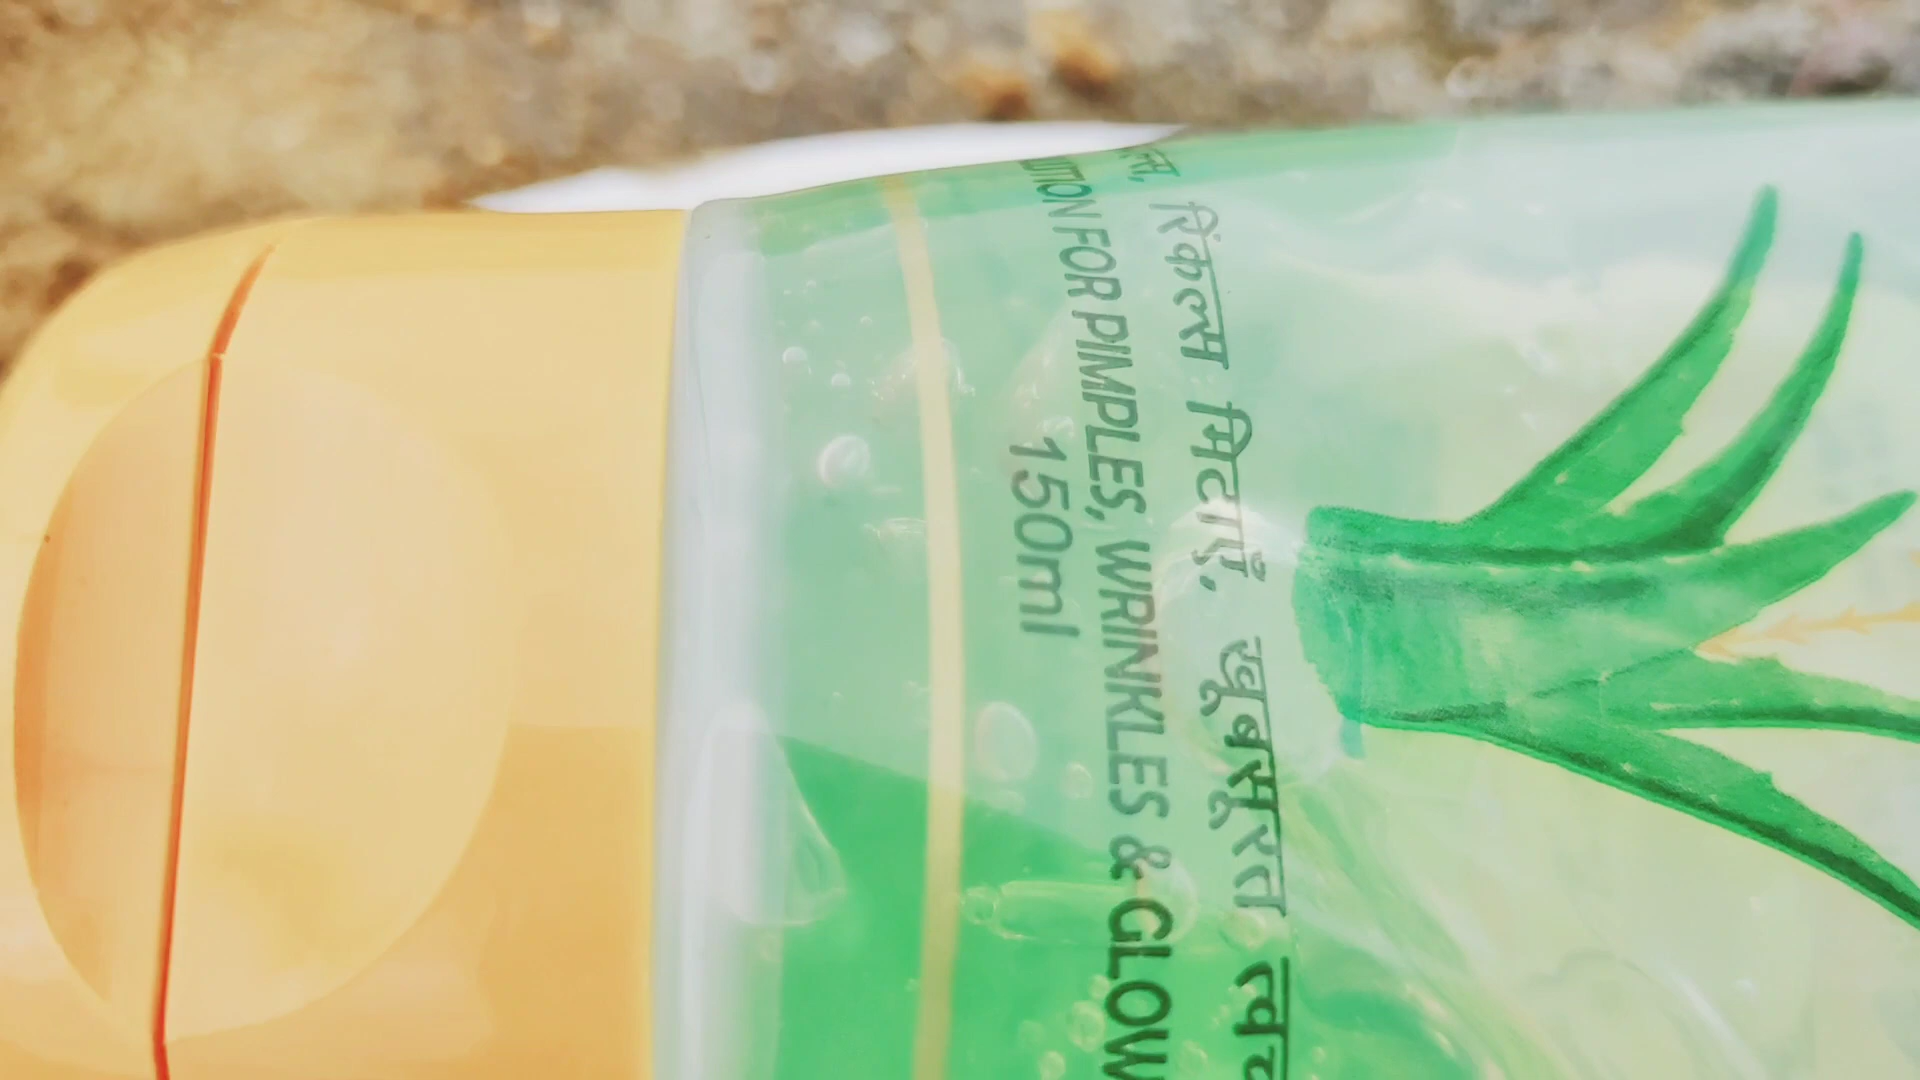 रिंकल्स मिटाएं, खूबसूरत
FOR PIMPLES, WRINKLES & GLOW
150ml